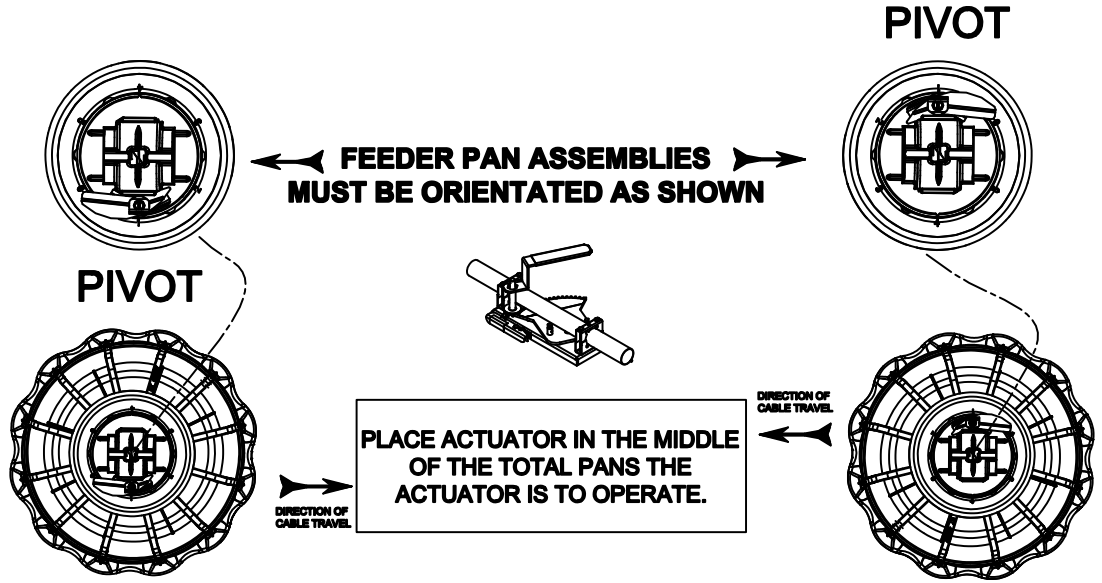 PIVOT
FEEDER PAN ASSEMBLIES
MUST BE ORIENTATED AS SHOWN
PIVOT
DIRECTION OF
CABLE TRAVEL
PLACE ACTUATOR IN THE MIDDLE
OF THE TOTAL PANS THE
ACTUATOR IS TO OPERATE.
DIRECTION OF
CABLE TRAVEL